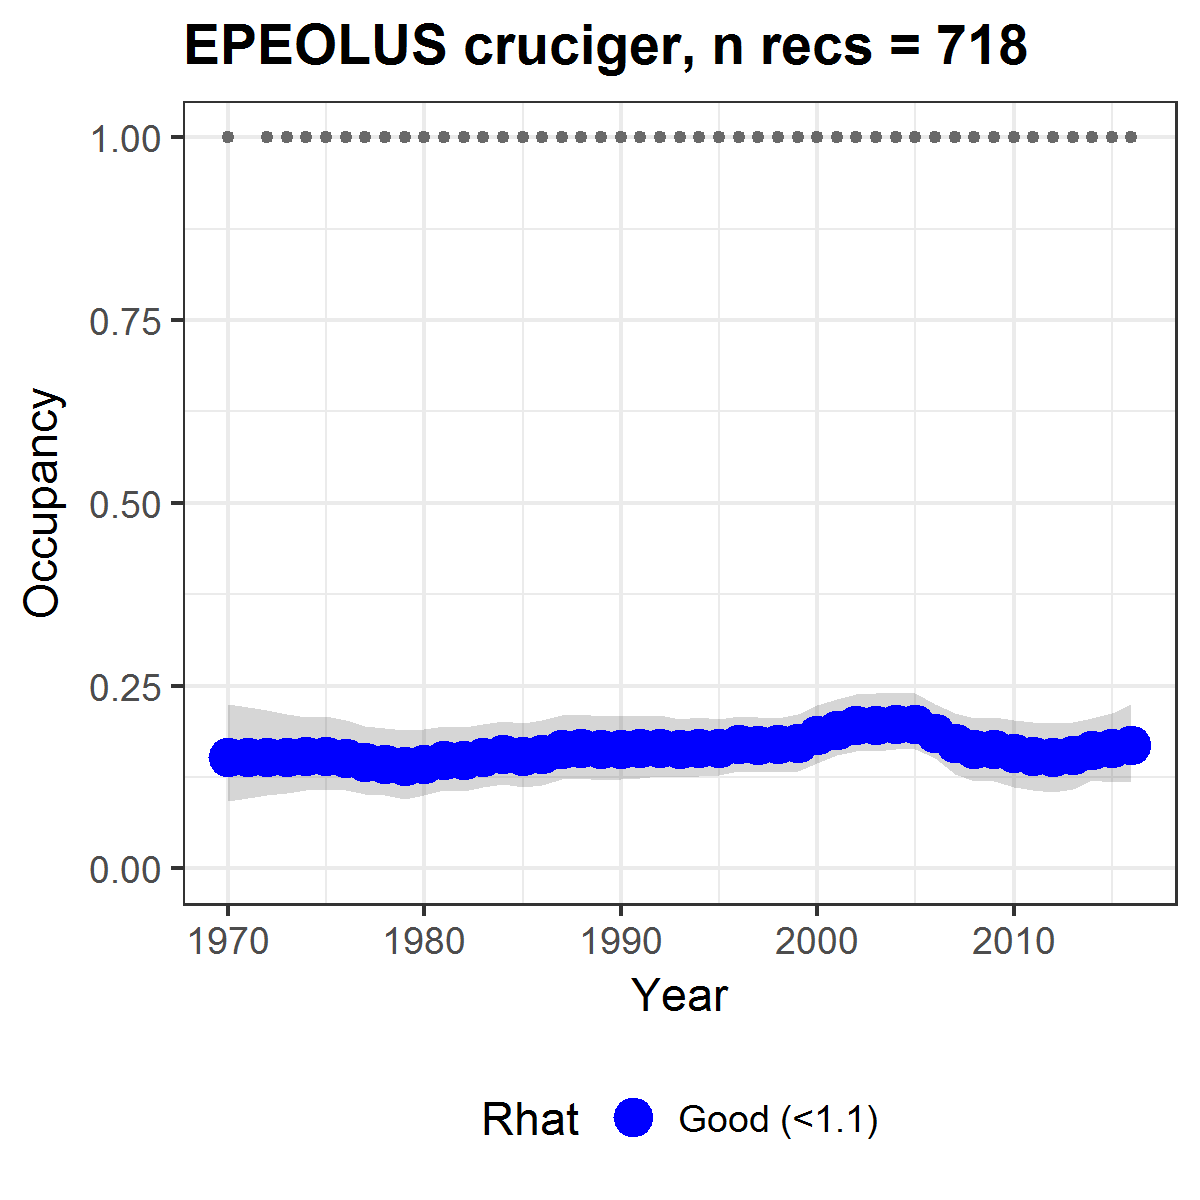 EPEOLUS cruciger, n recs = 718
1.00
0.75
0.50
0.25
0.00
Occupancy
1970 1980 1990 2000 2010
Year
Rhat Good (<1.1)